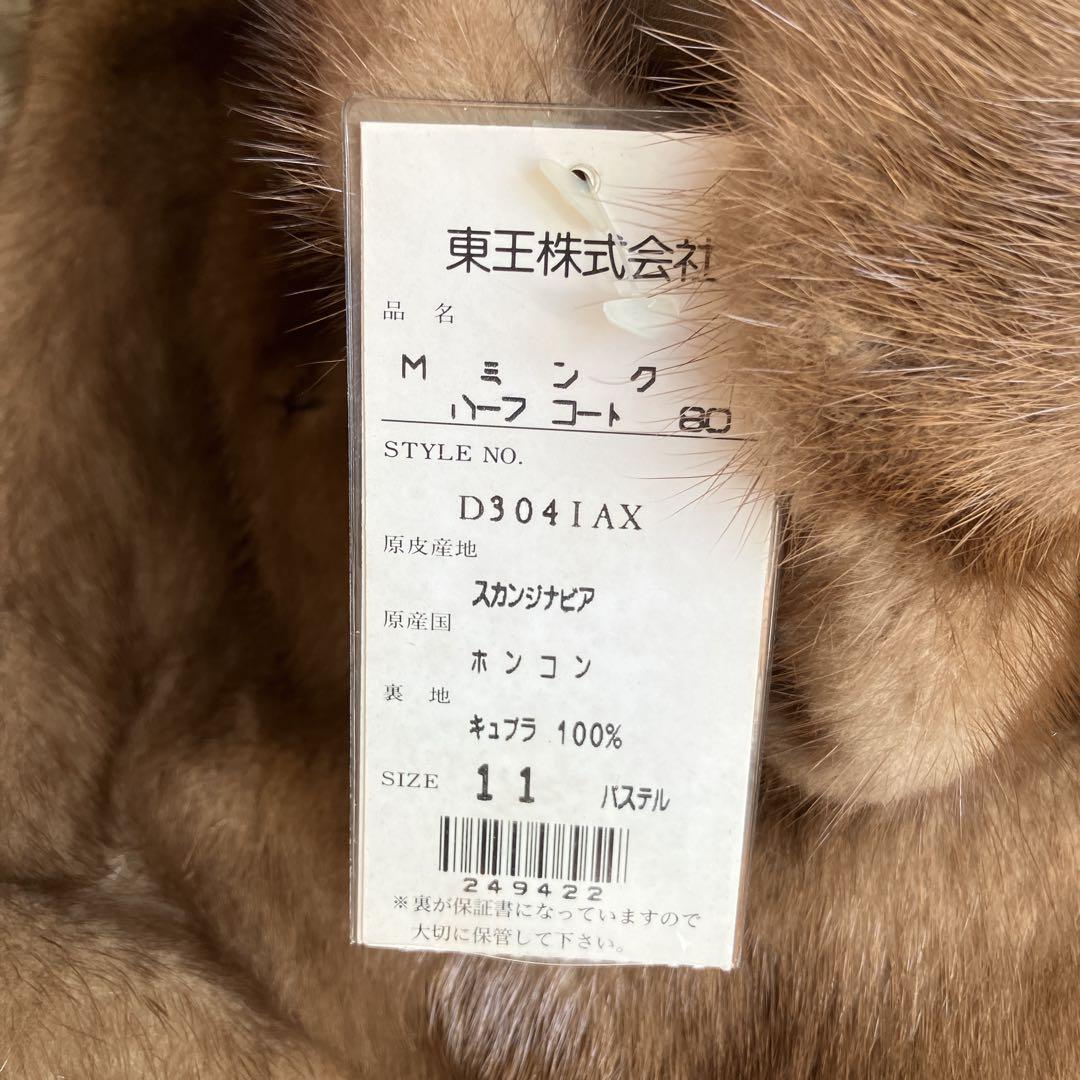 東王株式会社
品 名
M ミンク
ハーフ コート 80
STYLE NO.
D304IAX
原皮産地
スカンジナビア
原産国
ホンコン
裏 地
キュプラ 100%
SIZE 11 パステル
249422
※裏が保証書になっていますので
大切に保管して下さい。